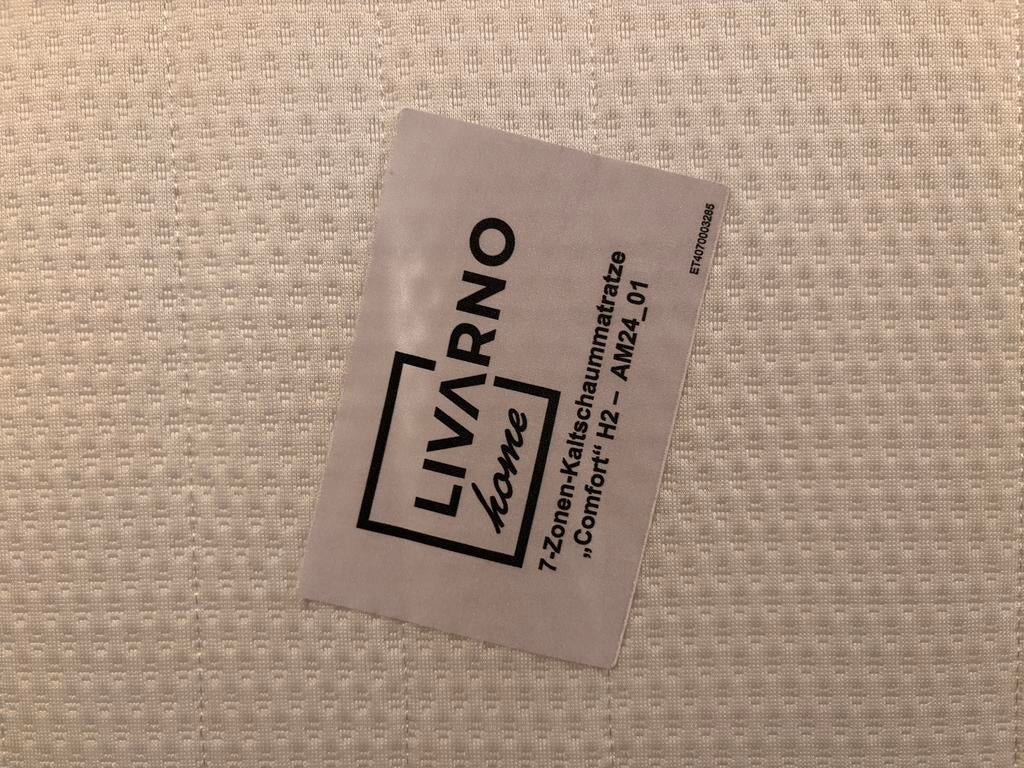 LIVARNO
home
7-Zonen-Kaltschaummatratze
„Comfort“ H2 – AM24_01
ET4070003285